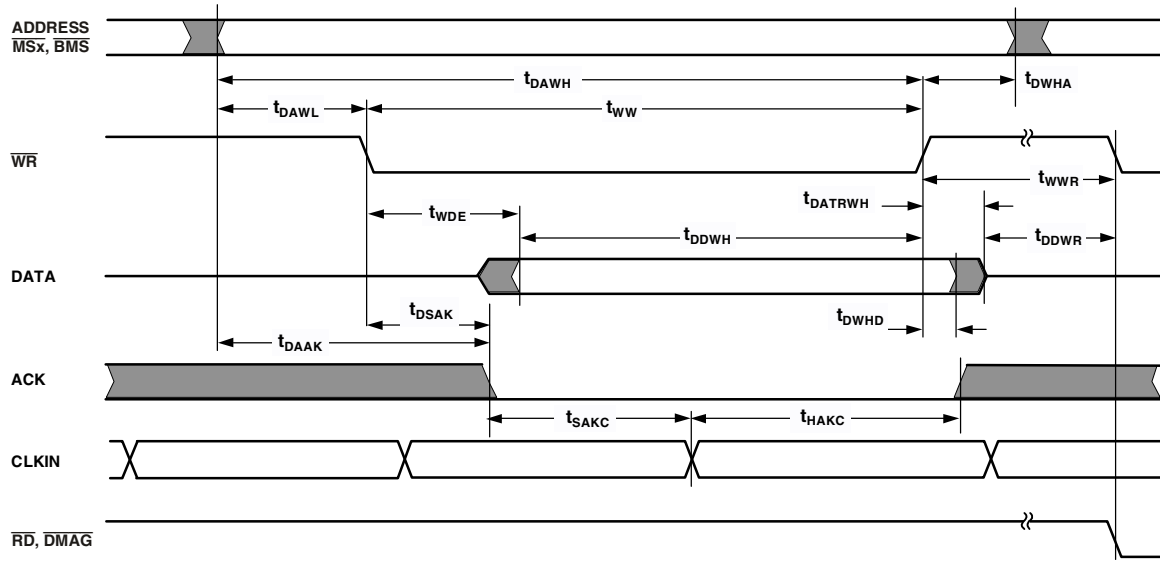 ADDRESS
MSx, BMS
tDAWH
tDWHA
tDAWL
tWW
WR
tWWR
tDATRWH
tWDE
tDDWH
tDDWR
DATA
tDSAK
tDWHD
tDAAK
ACK
tSAKC
tHAKC
CLKIN
RD, DMAG